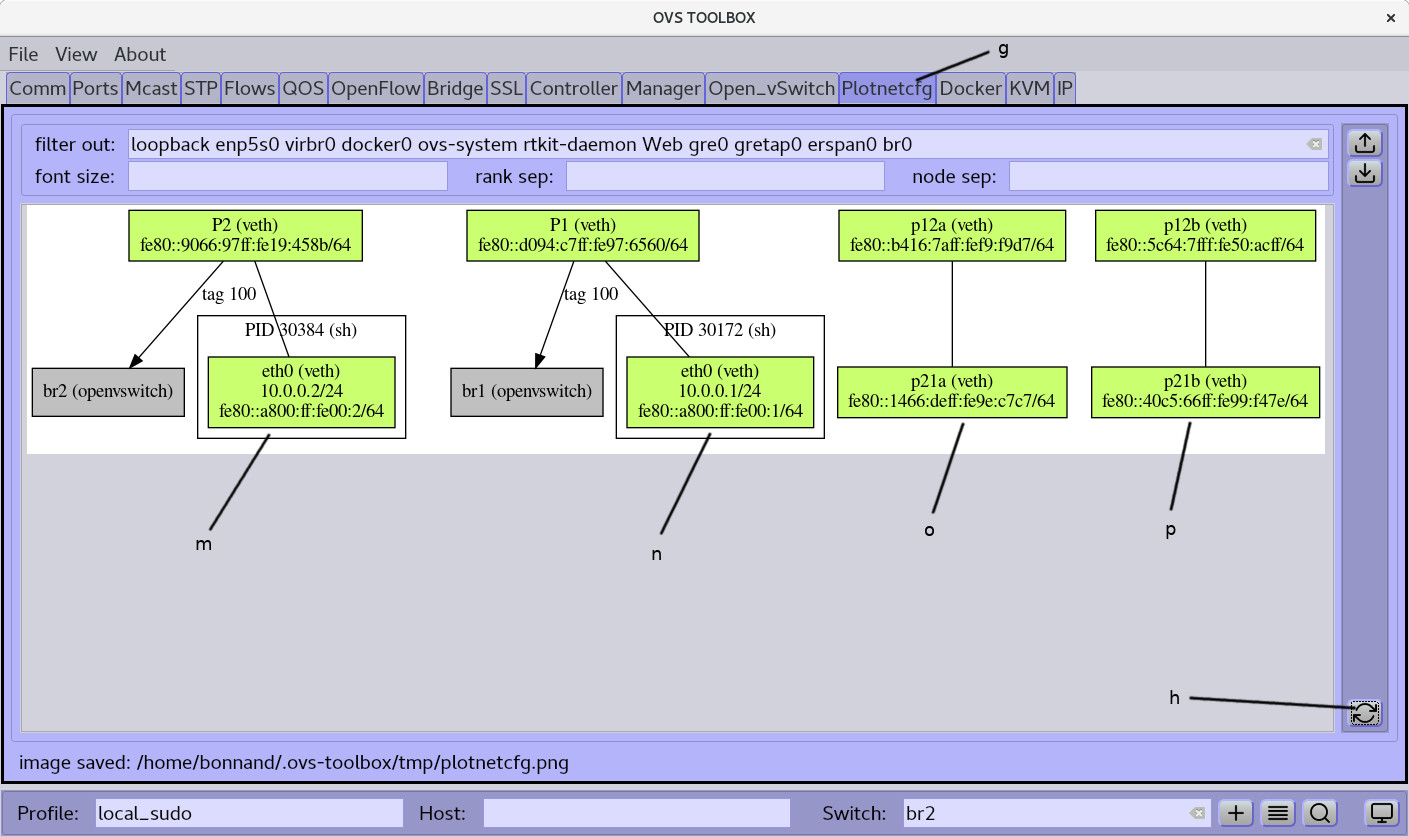 OVS TOOLBOX
File View About
g
Comm Ports Mcast STP Flows QOS OpenFlow Bridge SSL Controller Manager Open_vSwitch Plotnetcfg Docker KVM IP
filter out: loopback enp5s0 virbr0 docker0 ovs-system rtkit-daemon Web gre0 gretap0 erspan0 br0
font size: rank sep: node sep:
P2 (veth)
fe80::9066:97ff:fe19:458b/64
P1 (veth)
fe80::d094:c7ff:fe97:6560/64
p12a (veth)
fe80::b416:7aff:fef9:f9d7/64
p12b (veth)
fe80::5c64:7fff:fe50:acff/64
tag 100
tag 100
PID 30384 (sh)
PID 30172 (sh)
br2 (openvswitch)
eth0 (veth)
10.0.0.2/24
fe80::a800:ff:fe00:2/64
br1 (openvswitch)
eth0 (veth)
10.0.0.1/24
fe80::a800:ff:fe00:1/64
p21a (veth)
fe80::1466:deff:fe9e:c7c7/64
p21b (veth)
fe80::40c5:66ff:fe99:f47e/64
m
n
o
p
h
image saved: /home/bonnand/.ovs-toolbox/tmp/plotnetcfg.png
Profile: local_sudo Host: Switch: br2